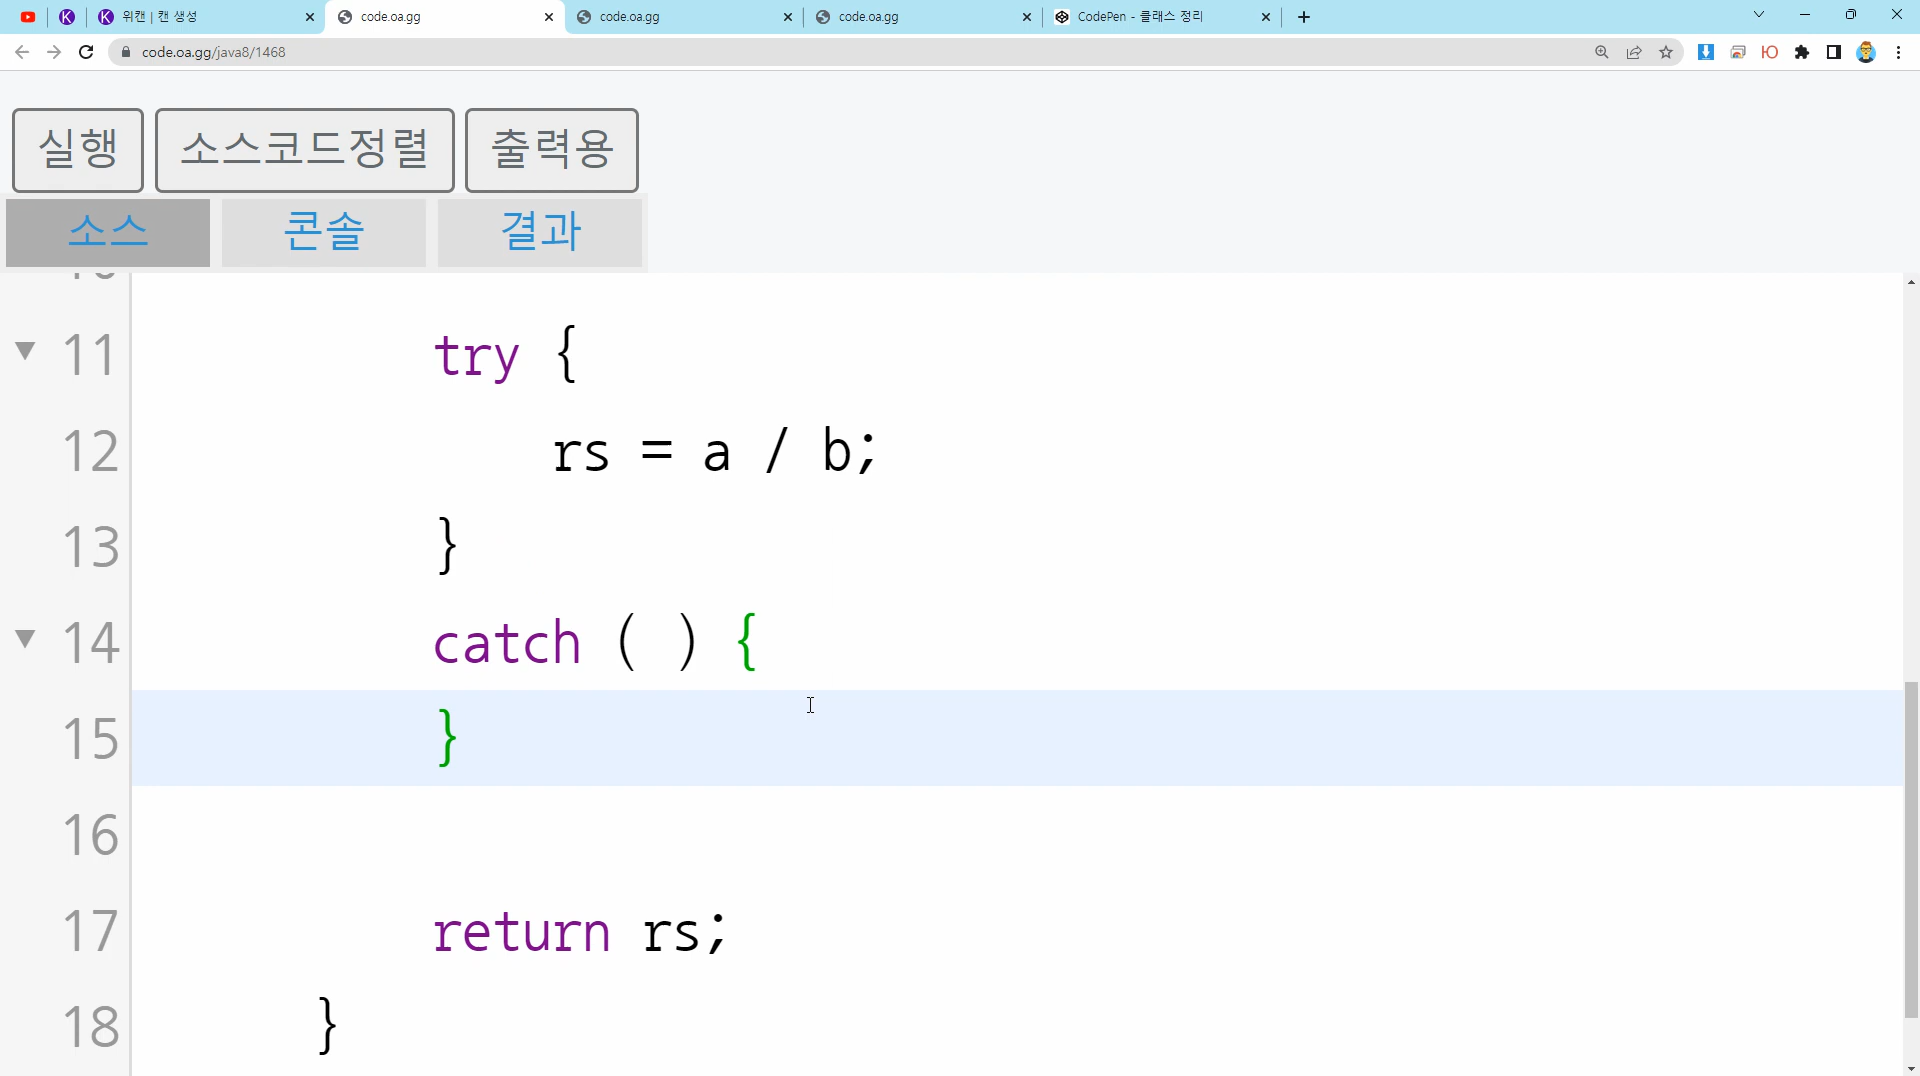 위캔 | 캔 생성
code.oa.gg
code.oa.gg
code.oa.gg
CodePen - 클래스 정리
code.oa.gg/java8/1468
실행
소스코드정렬
출력용
소스
콘솔
결과
11 try {
12 rs = a / b;
13 }
14 catch ( ) {
15 }
16
17 return rs;
18 }